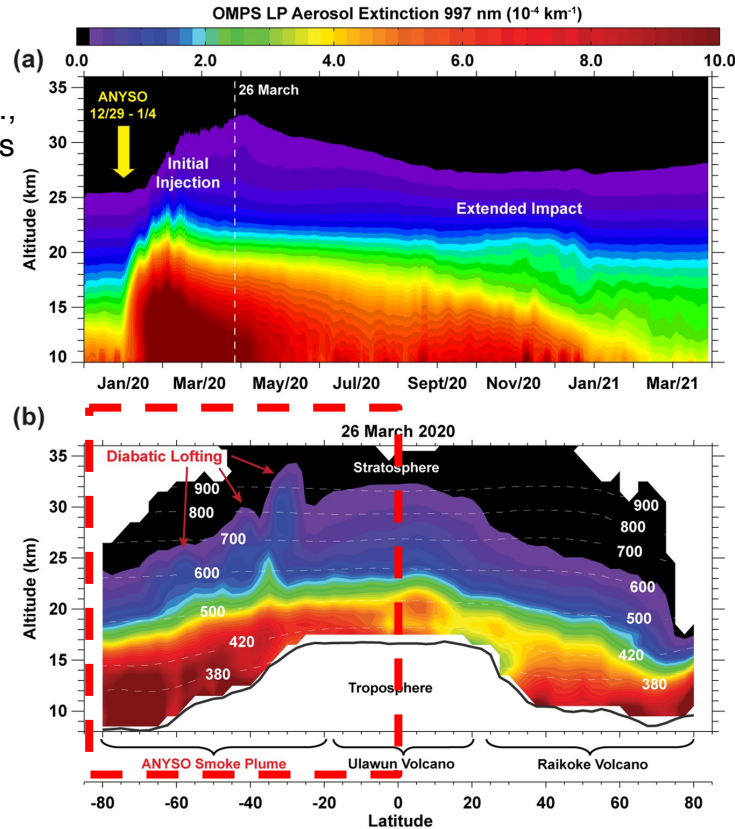 OMPS LP Aerosol Extinction 997 nm (10⁻⁴ km⁻¹)
0.0 2.0 4.0 6.0 8.0 10.0
(a)
.,
s
ANYSO
12/29 - 1/4
26 March
Initial
Injection
Extended Impact
Altitude (km)
35
30
25
20
15
10
Jan/20 Mar/20 May/20 Jul/20 Sept/20 Nov/20 Jan/21 Mar/21
(b)
26 March 2020
Diabatic Lofting
Stratosphere
Altitude (km)
35
30
25
20
15
10
900
800
700
600
500
420
380
900
800
700
600
500
420
380
Troposphere
ANYSO Smoke Plume Ulawun Volcano Raikoke Volcano
-80 -60 -40 -20 0 20 40 60 80
Latitude